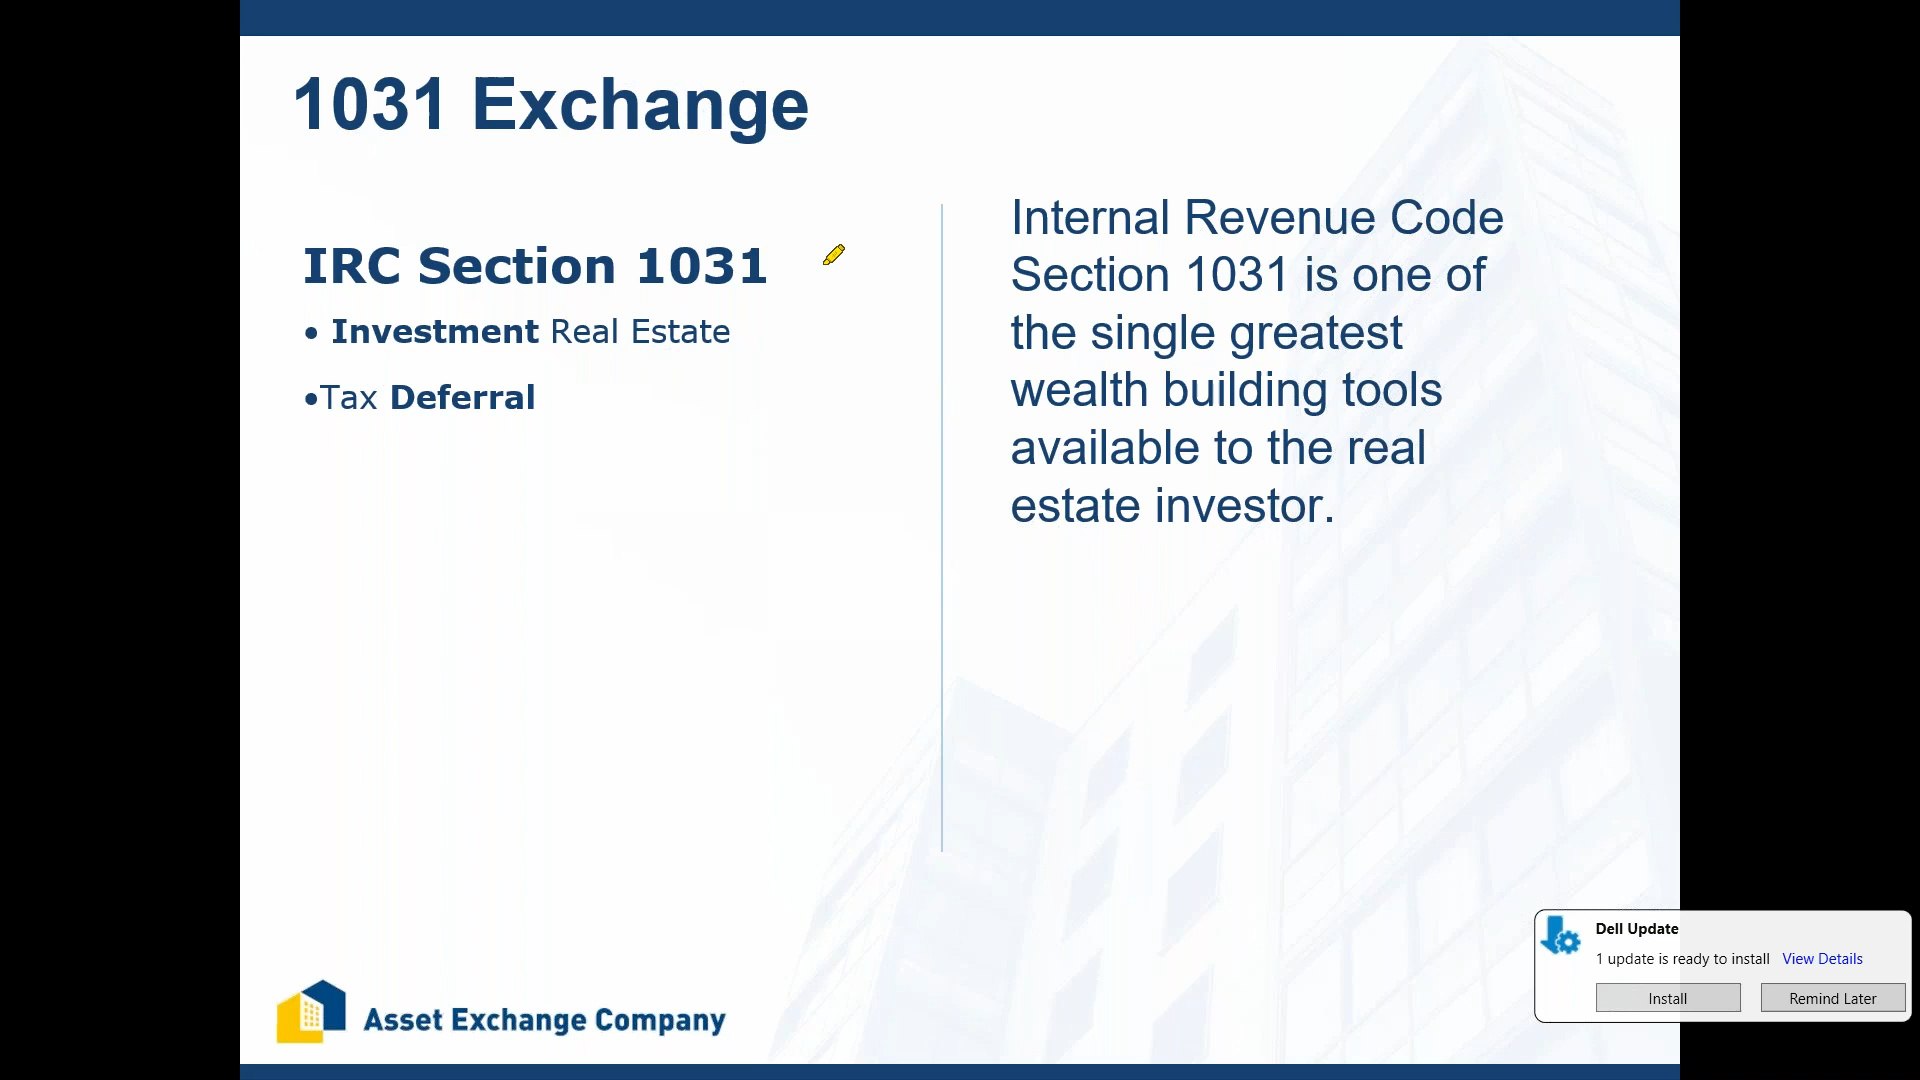 1031 Exchange
IRC Section 1031
• Investment Real Estate
•Tax Deferral
Internal Revenue Code
Section 1031 is one of
the single greatest
wealth building tools
available to the real
estate investor.
Asset Exchange Company
Dell Update
1 update is ready to install View Details
Install Remind Later